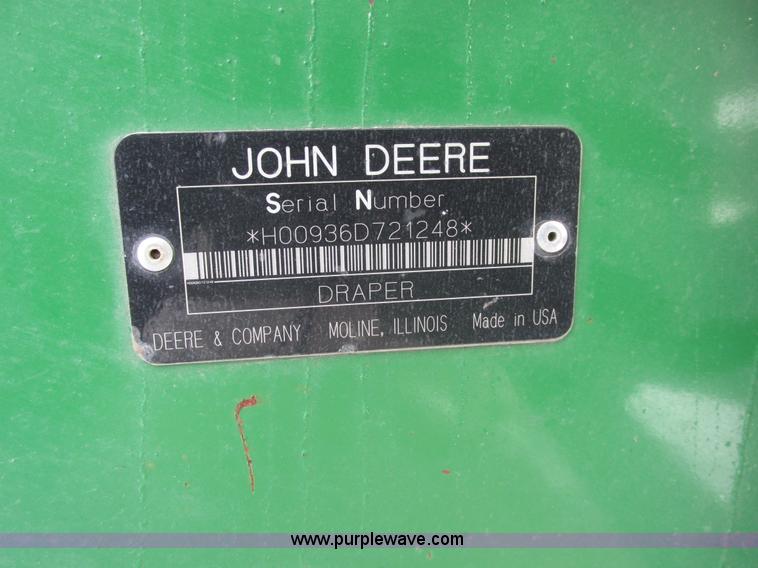 JOHN DEERE
Serial Number
*H00936D721248*
DRAPER
DEERE & COMPANY MOLINE, ILLINOIS Made in USA
www.purplewave.com